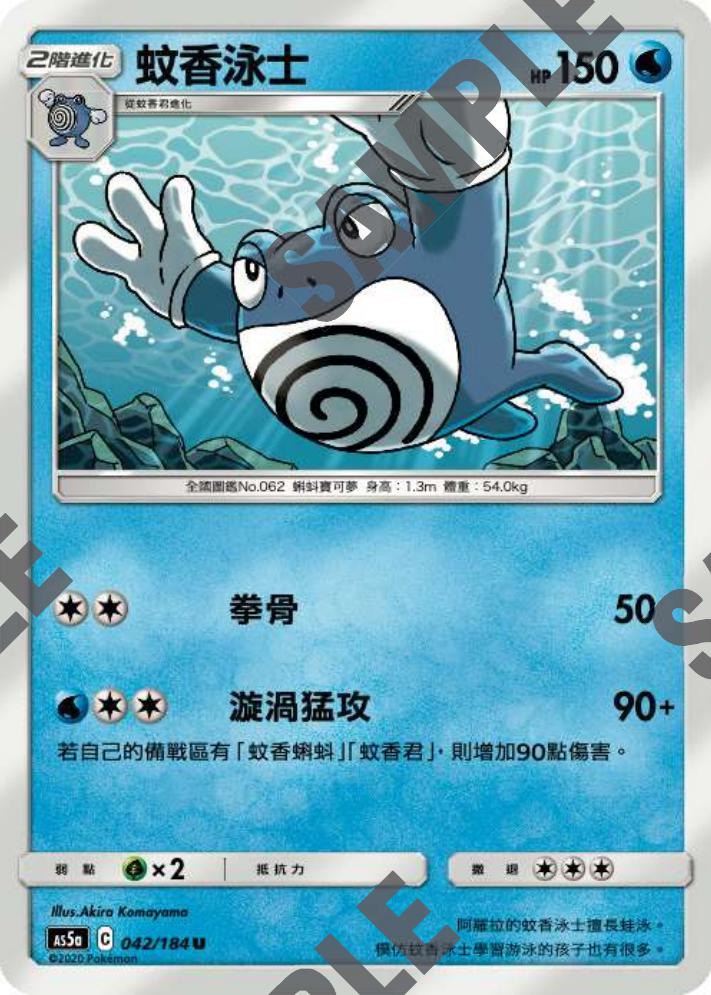 2階進化
蚊香泳士
HP 150
從蚊香君進化
全國圖鑑No.062 蝌蚪寶可夢 身高：1.3m 體重：54.0kg
拳骨 50
漩渦猛攻 90+
若自己的備戰區有「蚊香蝌蚪」「蚊香君」，則增加90點傷害。
弱點 ×2 抵抗力 撤退
Illus.Akira Komayama
阿羅拉的蚊香泳士擅長蛙泳。
AS5a C 042/184 U
模仿蚊香泳士學習游泳的孩子也有很多。
©2020 Pokémon
SAMPLE